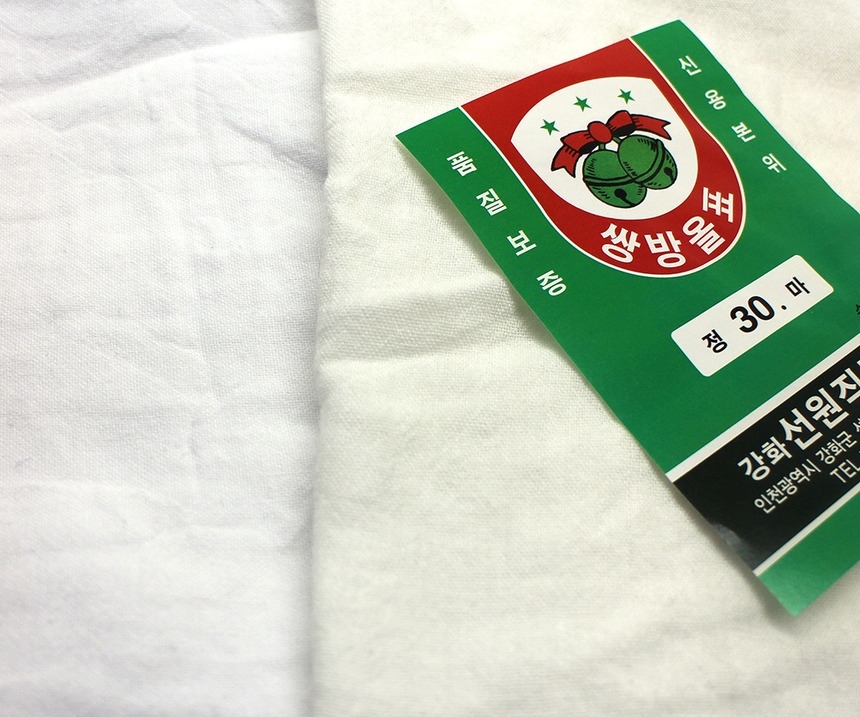 품질보증
신용본위
쌍방울표
정 30. 마
강화선원직
인천광역시 강화군
TEL